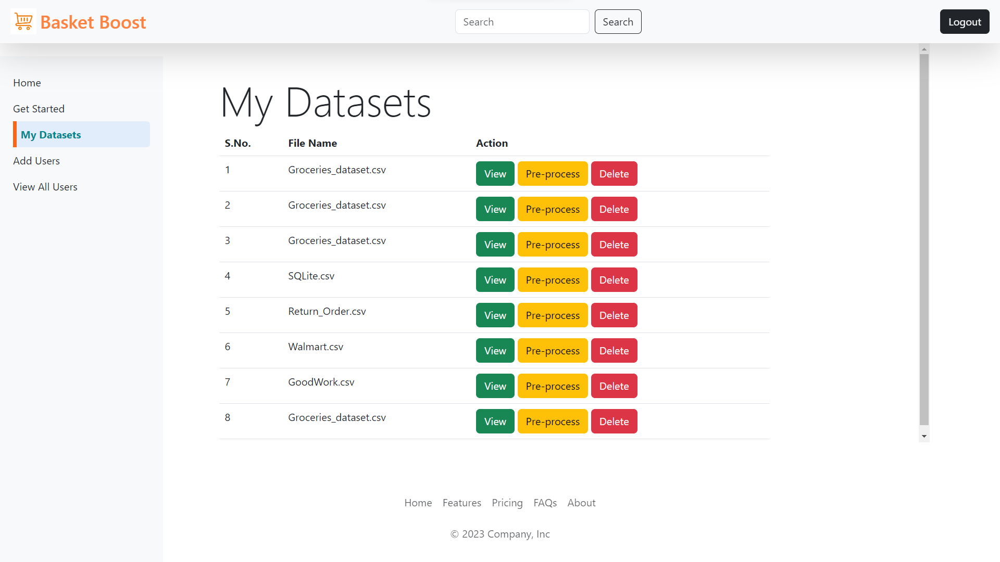 Basket Boost
Search Search
Logout
Home
Get Started
My Datasets
Add Users
View All Users
My Datasets
S.No. File Name Action
1 Groceries_dataset.csv View Pre-process Delete
2 Groceries_dataset.csv View Pre-process Delete
3 Groceries_dataset.csv View Pre-process Delete
4 SQLite.csv View Pre-process Delete
5 Return_Order.csv View Pre-process Delete
6 Walmart.csv View Pre-process Delete
7 GoodWork.csv View Pre-process Delete
8 Groceries_dataset.csv View Pre-process Delete
Home Features Pricing FAQs About
© 2023 Company, Inc